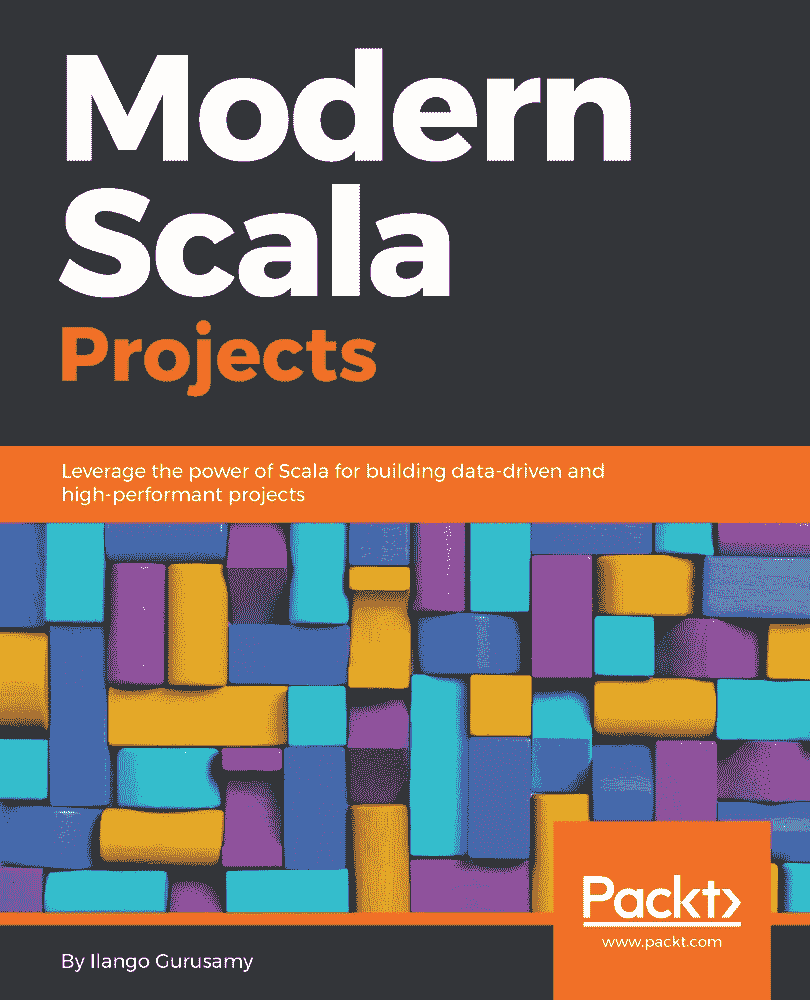 Modern
Scala
Projects
Leverage the power of Scala for building data-driven and
high-performant projects
Packt>
www.packt.com
By Ilango Gurusamy